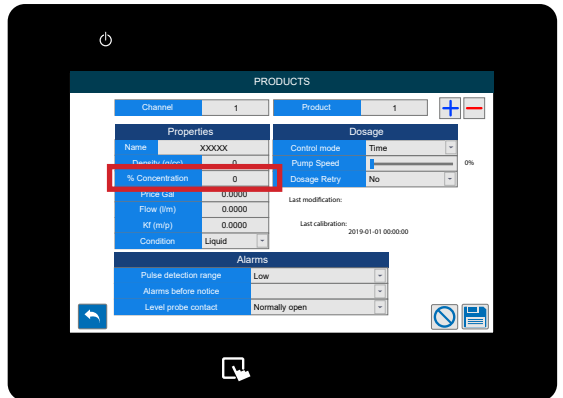 PRODUCTS
Channel 1 Product 1
Properties
Name XXXXX
Density (g/cc) 0
% Concentration 0
Price Gal 0.0000
Flow (l/m) 0.0000
Kf (m/p) 0.0000
Condition Liquid
Dosage
Control mode Time
Pump Speed 0%
Dosage Retry No
Last modification:
Last calibration:
2019-01-01 00:00:00
Alarms
Pulse detection range Low
Alarms before notice
Level probe contact Normally open